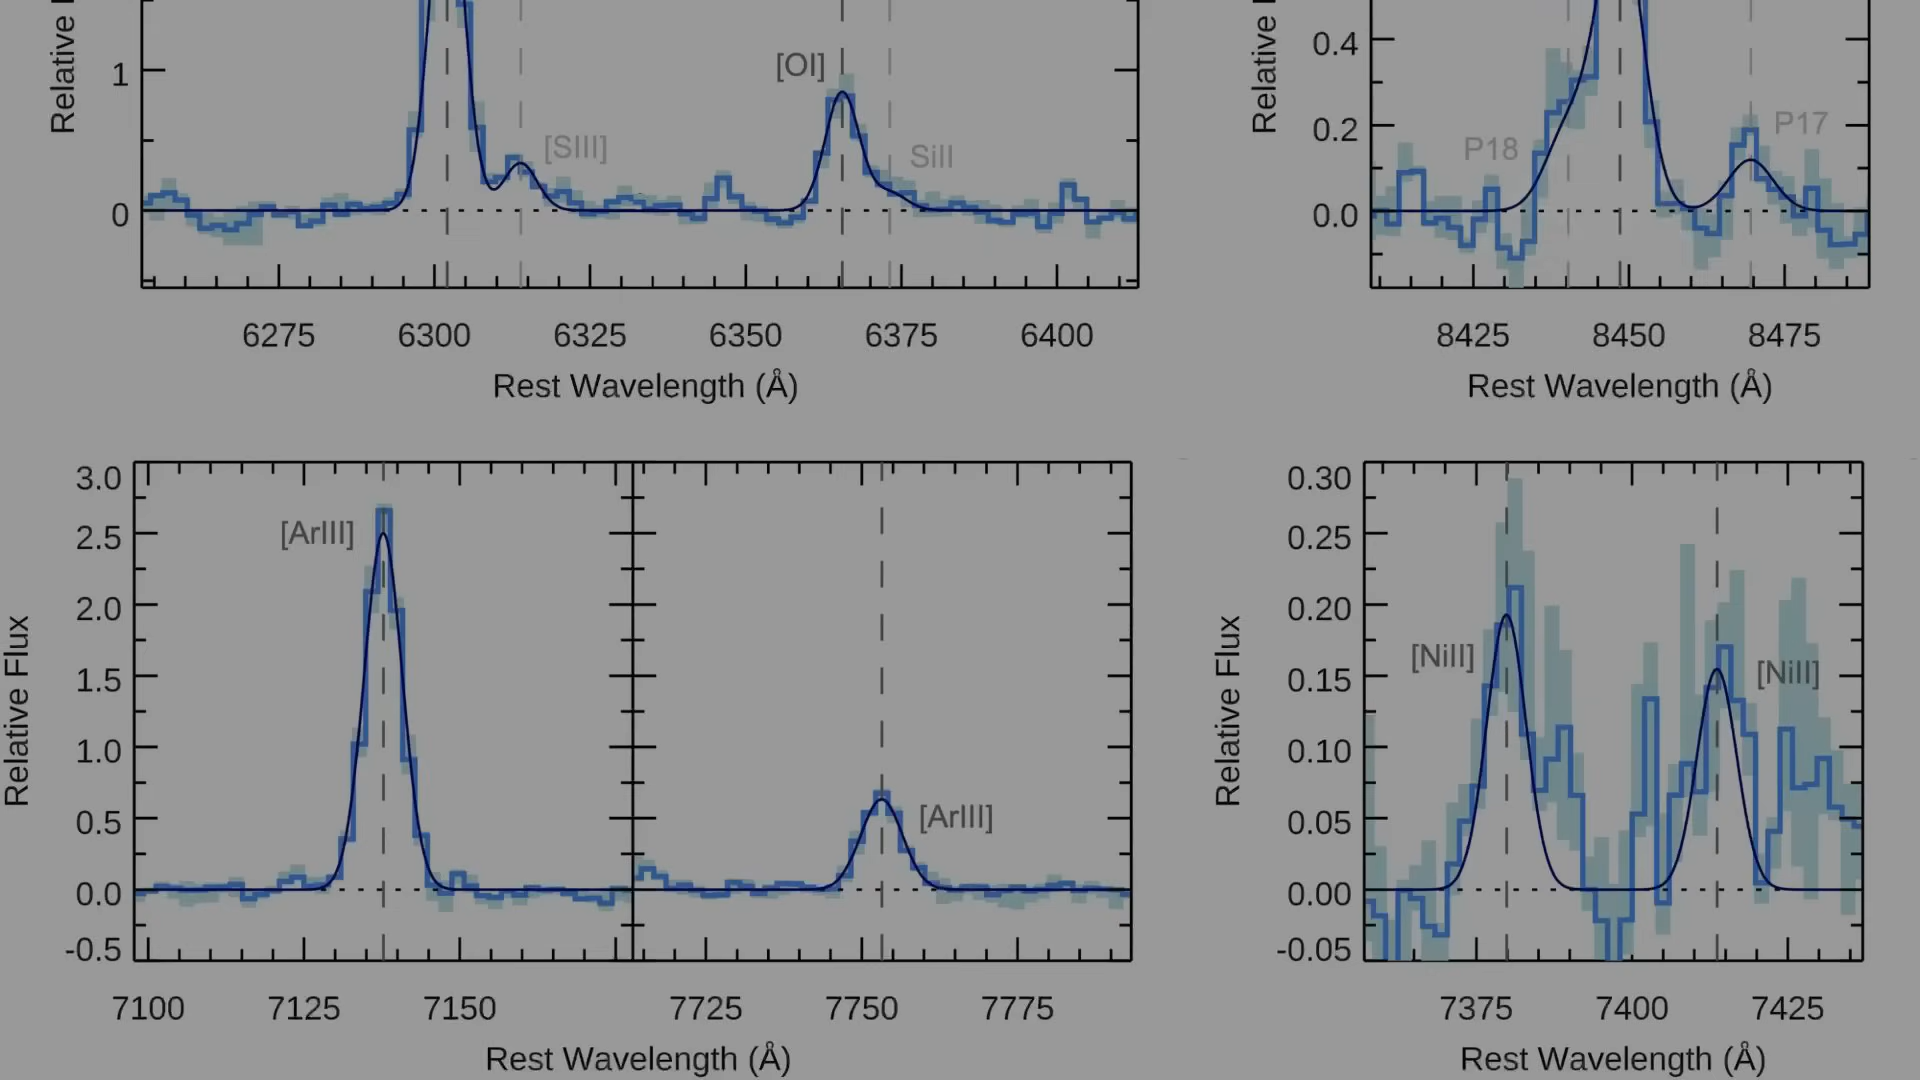 Relative
1
0
[SIII]
[OI]
SiII
6275 6300 6325 6350 6375 6400
Rest Wavelength (Å)
Relative
0.4
0.2
0.0
P18
P17
8425 8450 8475
Rest Wavelength (Å)
Relative Flux
3.0
2.5
2.0
1.5
1.0
0.5
0.0
-0.5
[ArIII]
[ArIII]
7100 7125 7150 7725 7750 7775
Rest Wavelength (Å)
Relative Flux
0.30
0.25
0.20
0.15
0.10
0.05
0.00
-0.05
[NiII]
[NiII]
7375 7400 7425
Rest Wavelength (Å)